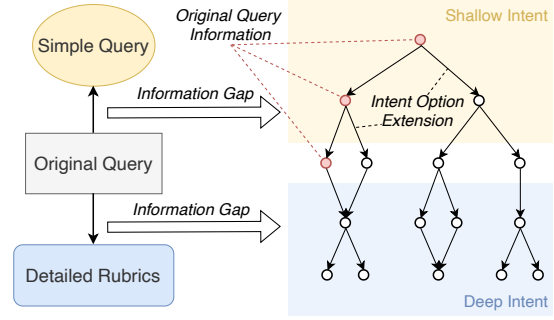 Simple Query
Original Query
Information
Shallow Intent
Information Gap
Intent Option
Extension
Original Query
Information Gap
Detailed Rubrics
Deep Intent